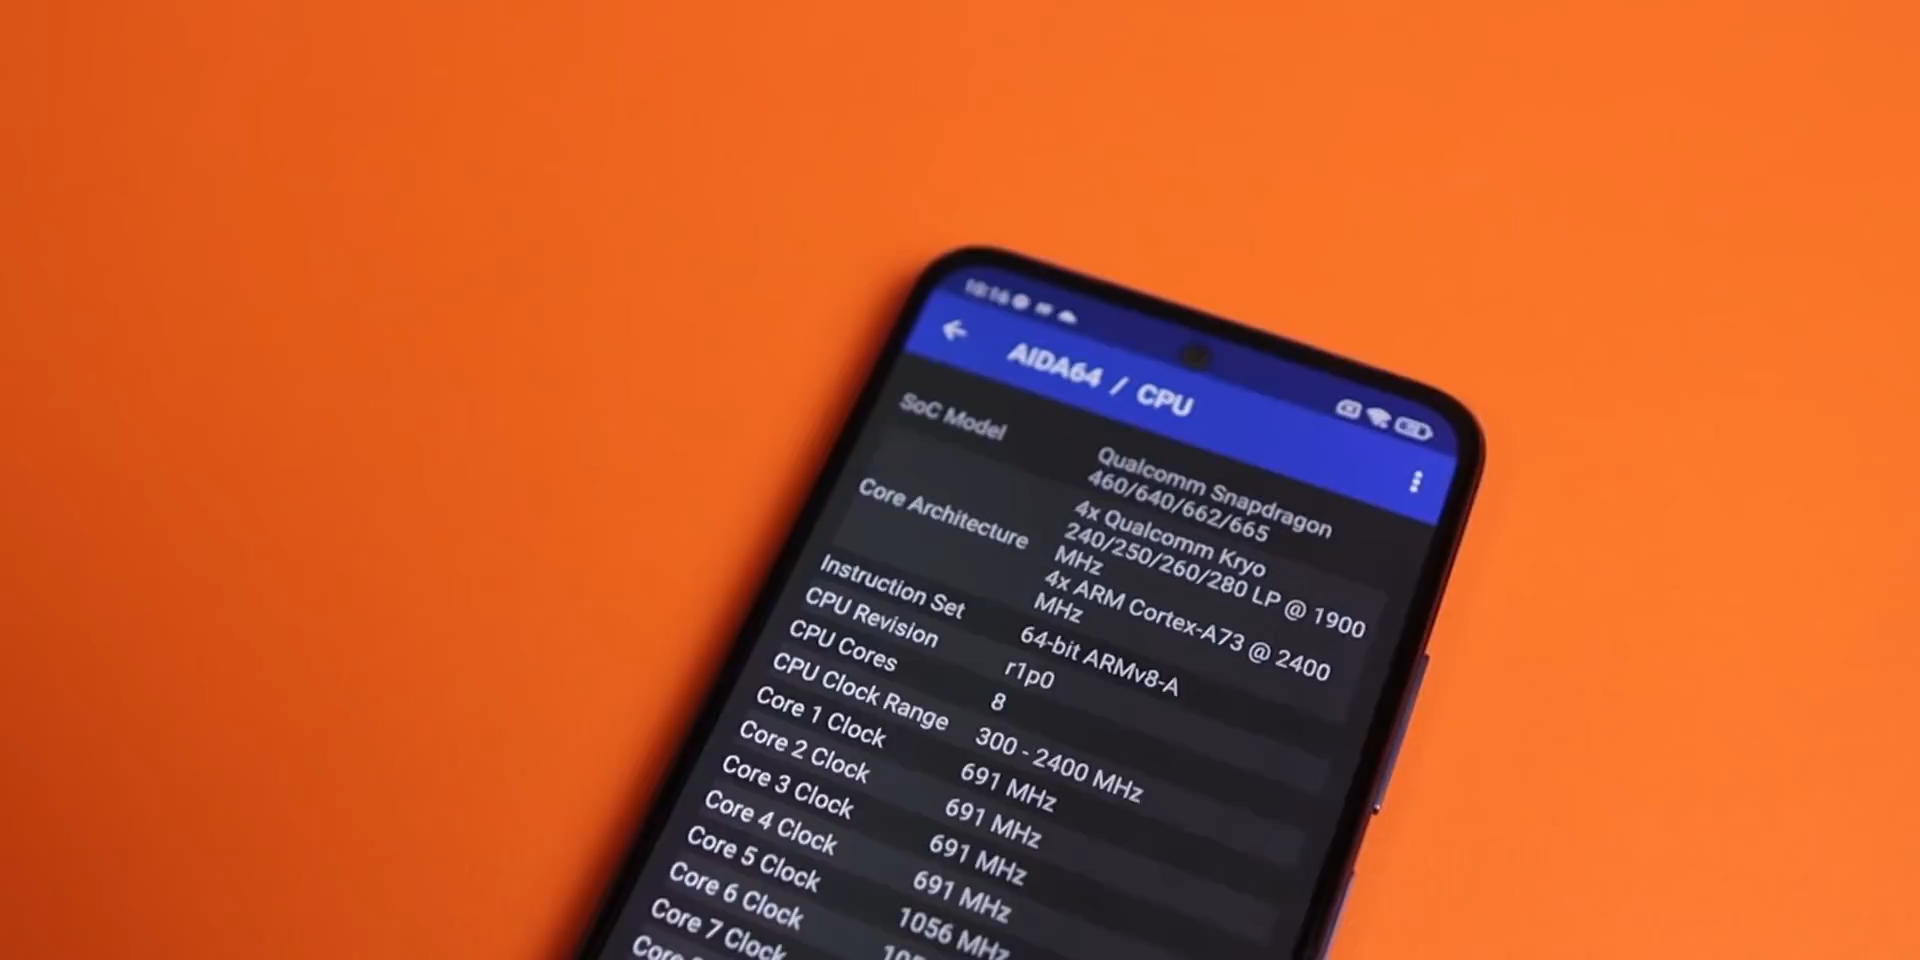 AIDA64 / CPU
SoC Model
Qualcomm Snapdragon
460/640/662/665
Core Architecture
4x Qualcomm Kryo
240/250/260/280 LP @ 1900
MHz
4x ARM Cortex-A73 @ 2400
MHz
Instruction Set
64-bit ARMv8-A
CPU Revision
r1p0
CPU Cores
8
CPU Clock Range
300 - 2400 MHz
Core 1 Clock
691 MHz
Core 2 Clock
691 MHz
Core 3 Clock
691 MHz
Core 4 Clock
691 MHz
Core 5 Clock
1056 MHz
Core 6 Clock
Core 7 Clock